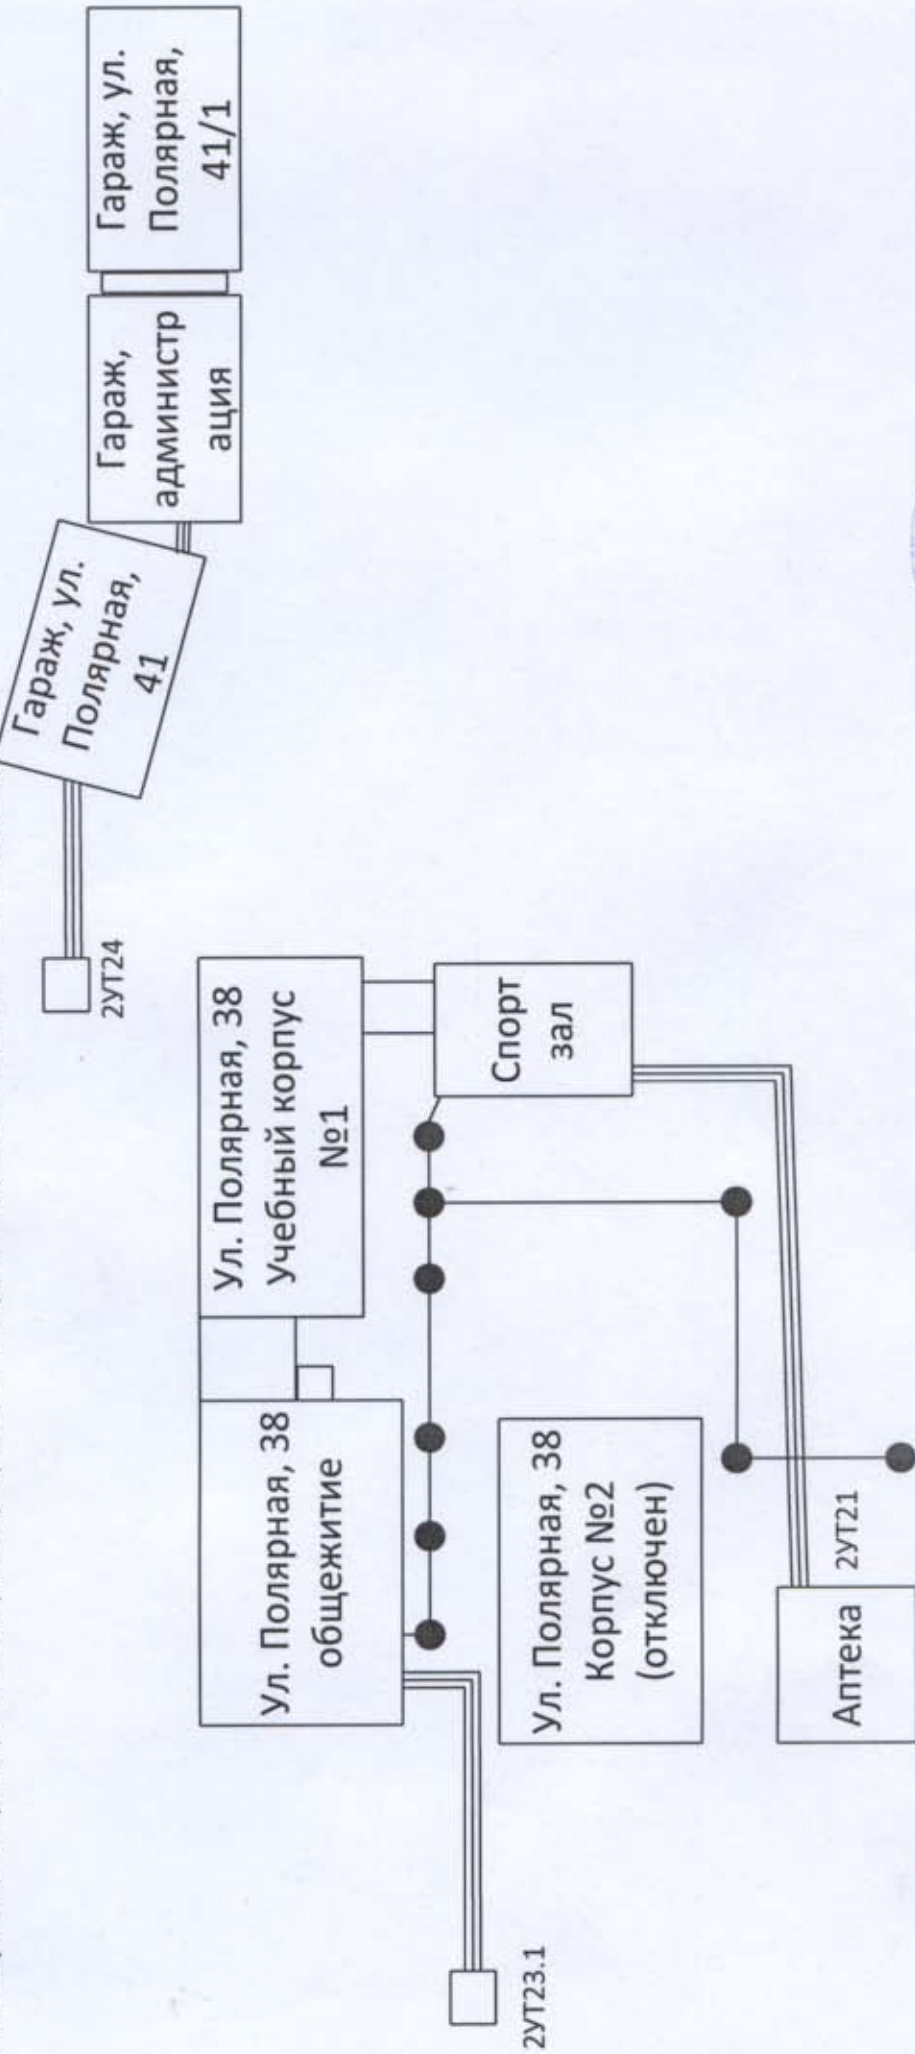 Гараж, ул.
Полярная,
41
Гараж,
администр
ация
Гараж, ул.
Полярная,
41/1
2УТ24
Ул. Полярная, 38
общежитие
Ул. Полярная, 38
Учебный корпус
№1
Спорт
зал
Ул. Полярная, 38
Корпус №2
(отключен)
2УТ23.1
Аптека
2УТ21